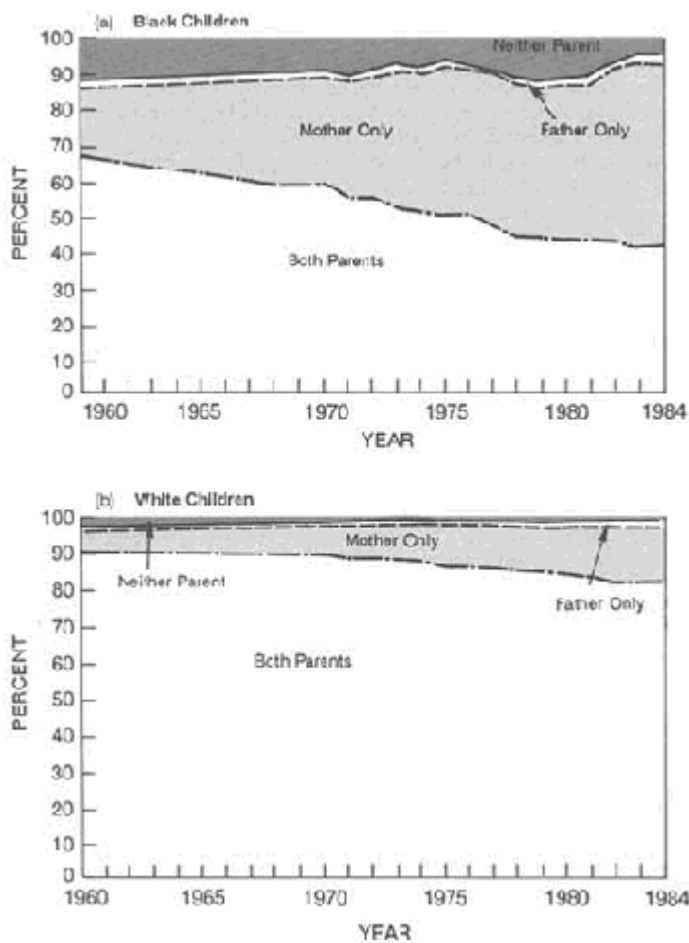 (a) Black Children
PERCENT
100
90
80
70
60
50
40
30
20
10
0
Neither Parent
Mother Only
Father Only
Both Parents
1960 1965 1970 1975 1980 1984
YEAR
(b) White Children
PERCENT
100
90
80
70
60
50
40
30
20
10
0
Mother Only
Neither Parent
Father Only
Both Parents
1960 1965 1970 1975 1980 1984
YEAR